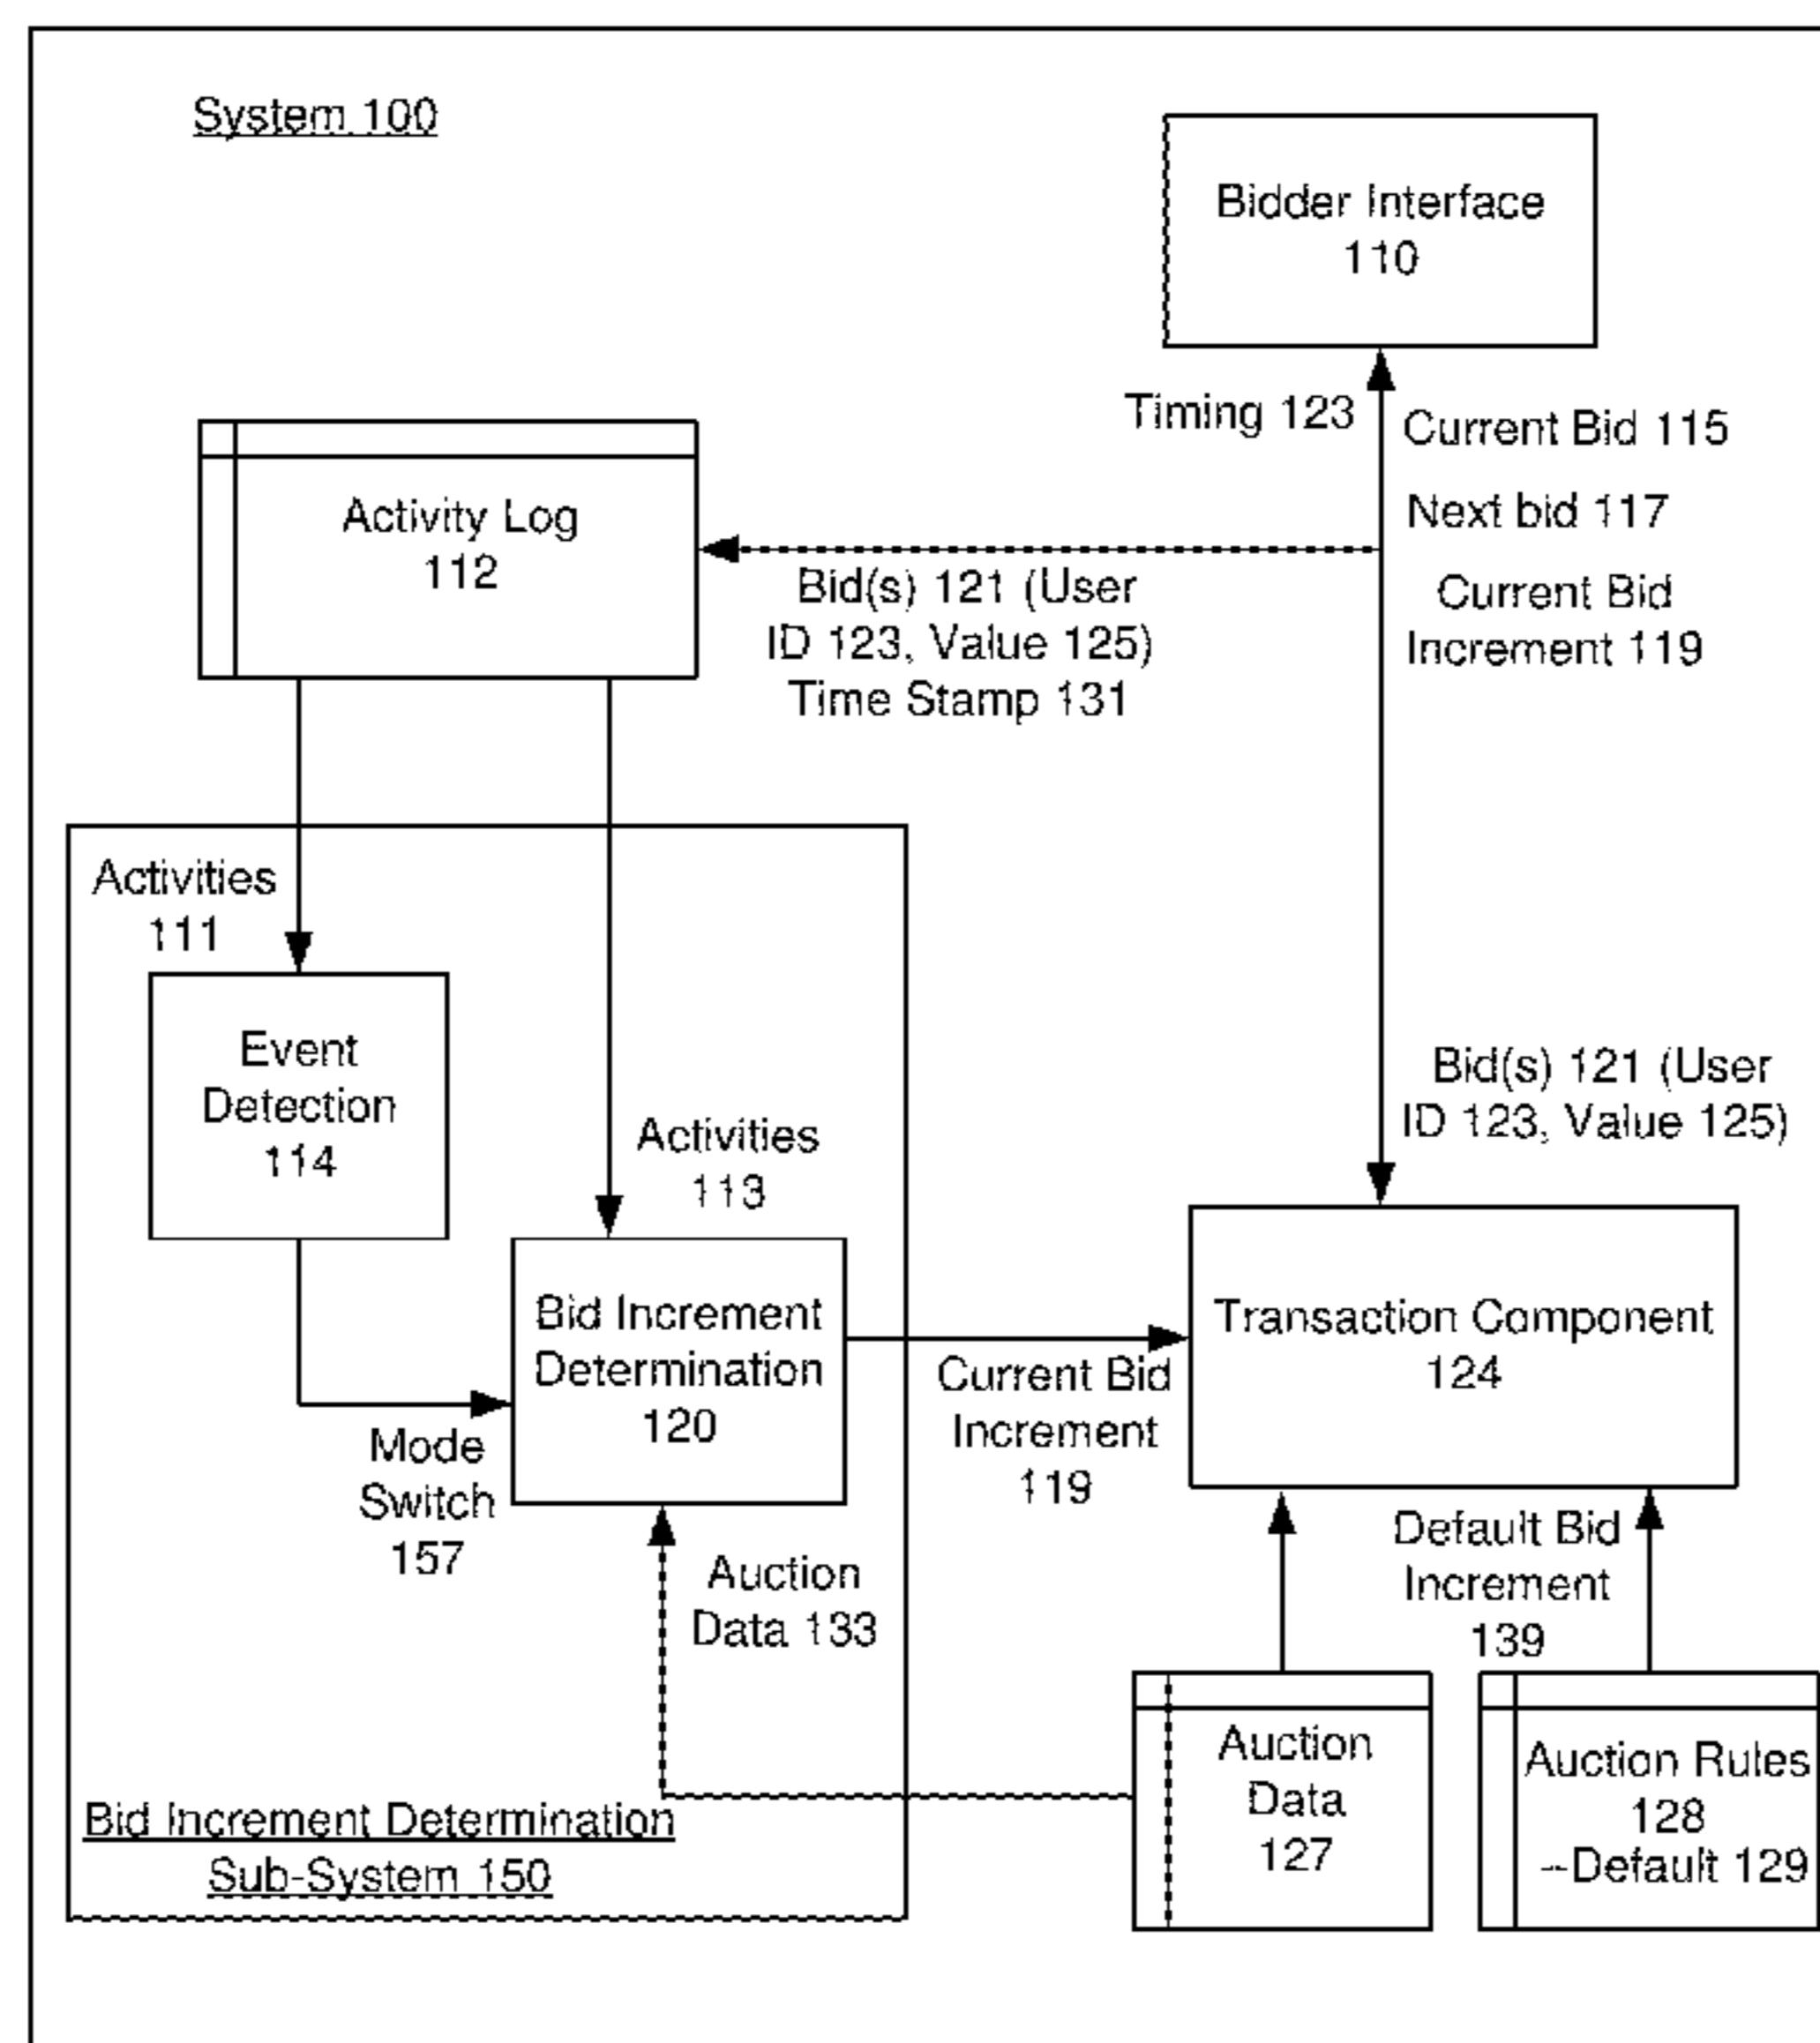 System 100
Bidder Interface
110
Timing 123
Current Bid 115
Next bid 117
Current Bid
Increment 119
Activity Log
112
Bid(s) 121 (User
ID 123, Value 125)
Time Stamp 131
Activities
111
Event
Detection
114
Activities
113
Bid(s) 121 (User
ID 123, Value 125)
Bid Increment
Determination
120
Transaction Component
124
Current Bid
Increment
119
Mode
Switch
157
Auction
Data 133
Default Bid
Increment
139
Auction
Data
127
Auction Rules
128
--Default 129
Bid Increment Determination
Sub-System 150